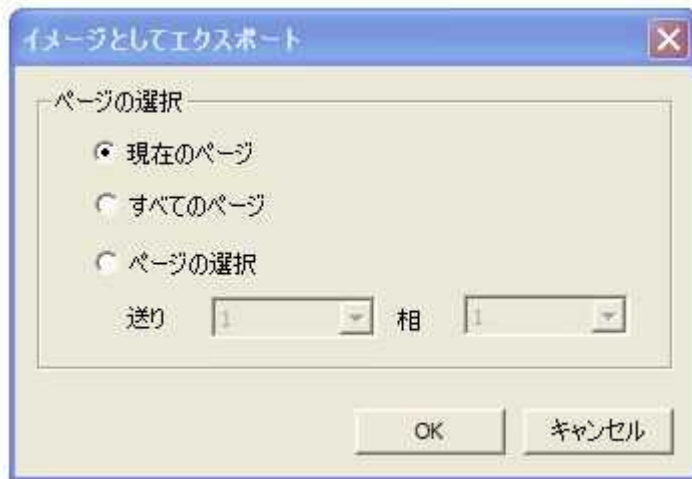 イメージとしてエクスポート
ページの選択
現在のページ
すべてのページ
ページの選択
送り 1 相 1
OK キャンセル